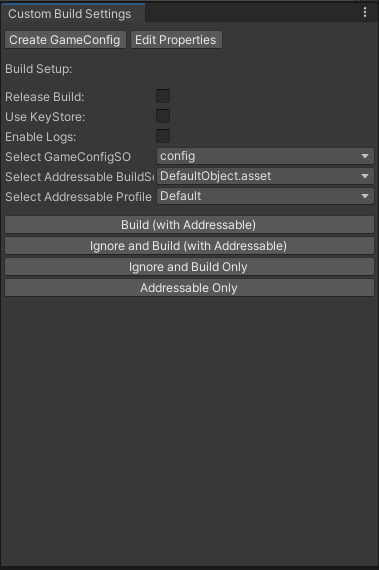 Custom Build Settings
Create GameConfig Edit Properties
Build Setup:
Release Build:
Use KeyStore:
Enable Logs:
Select GameConfigSO config
Select Addressable BuildSc DefaultObject.asset
Select Addressable Profile Default
Build (with Addressable)
Ignore and Build (with Addressable)
Ignore and Build Only
Addressable Only